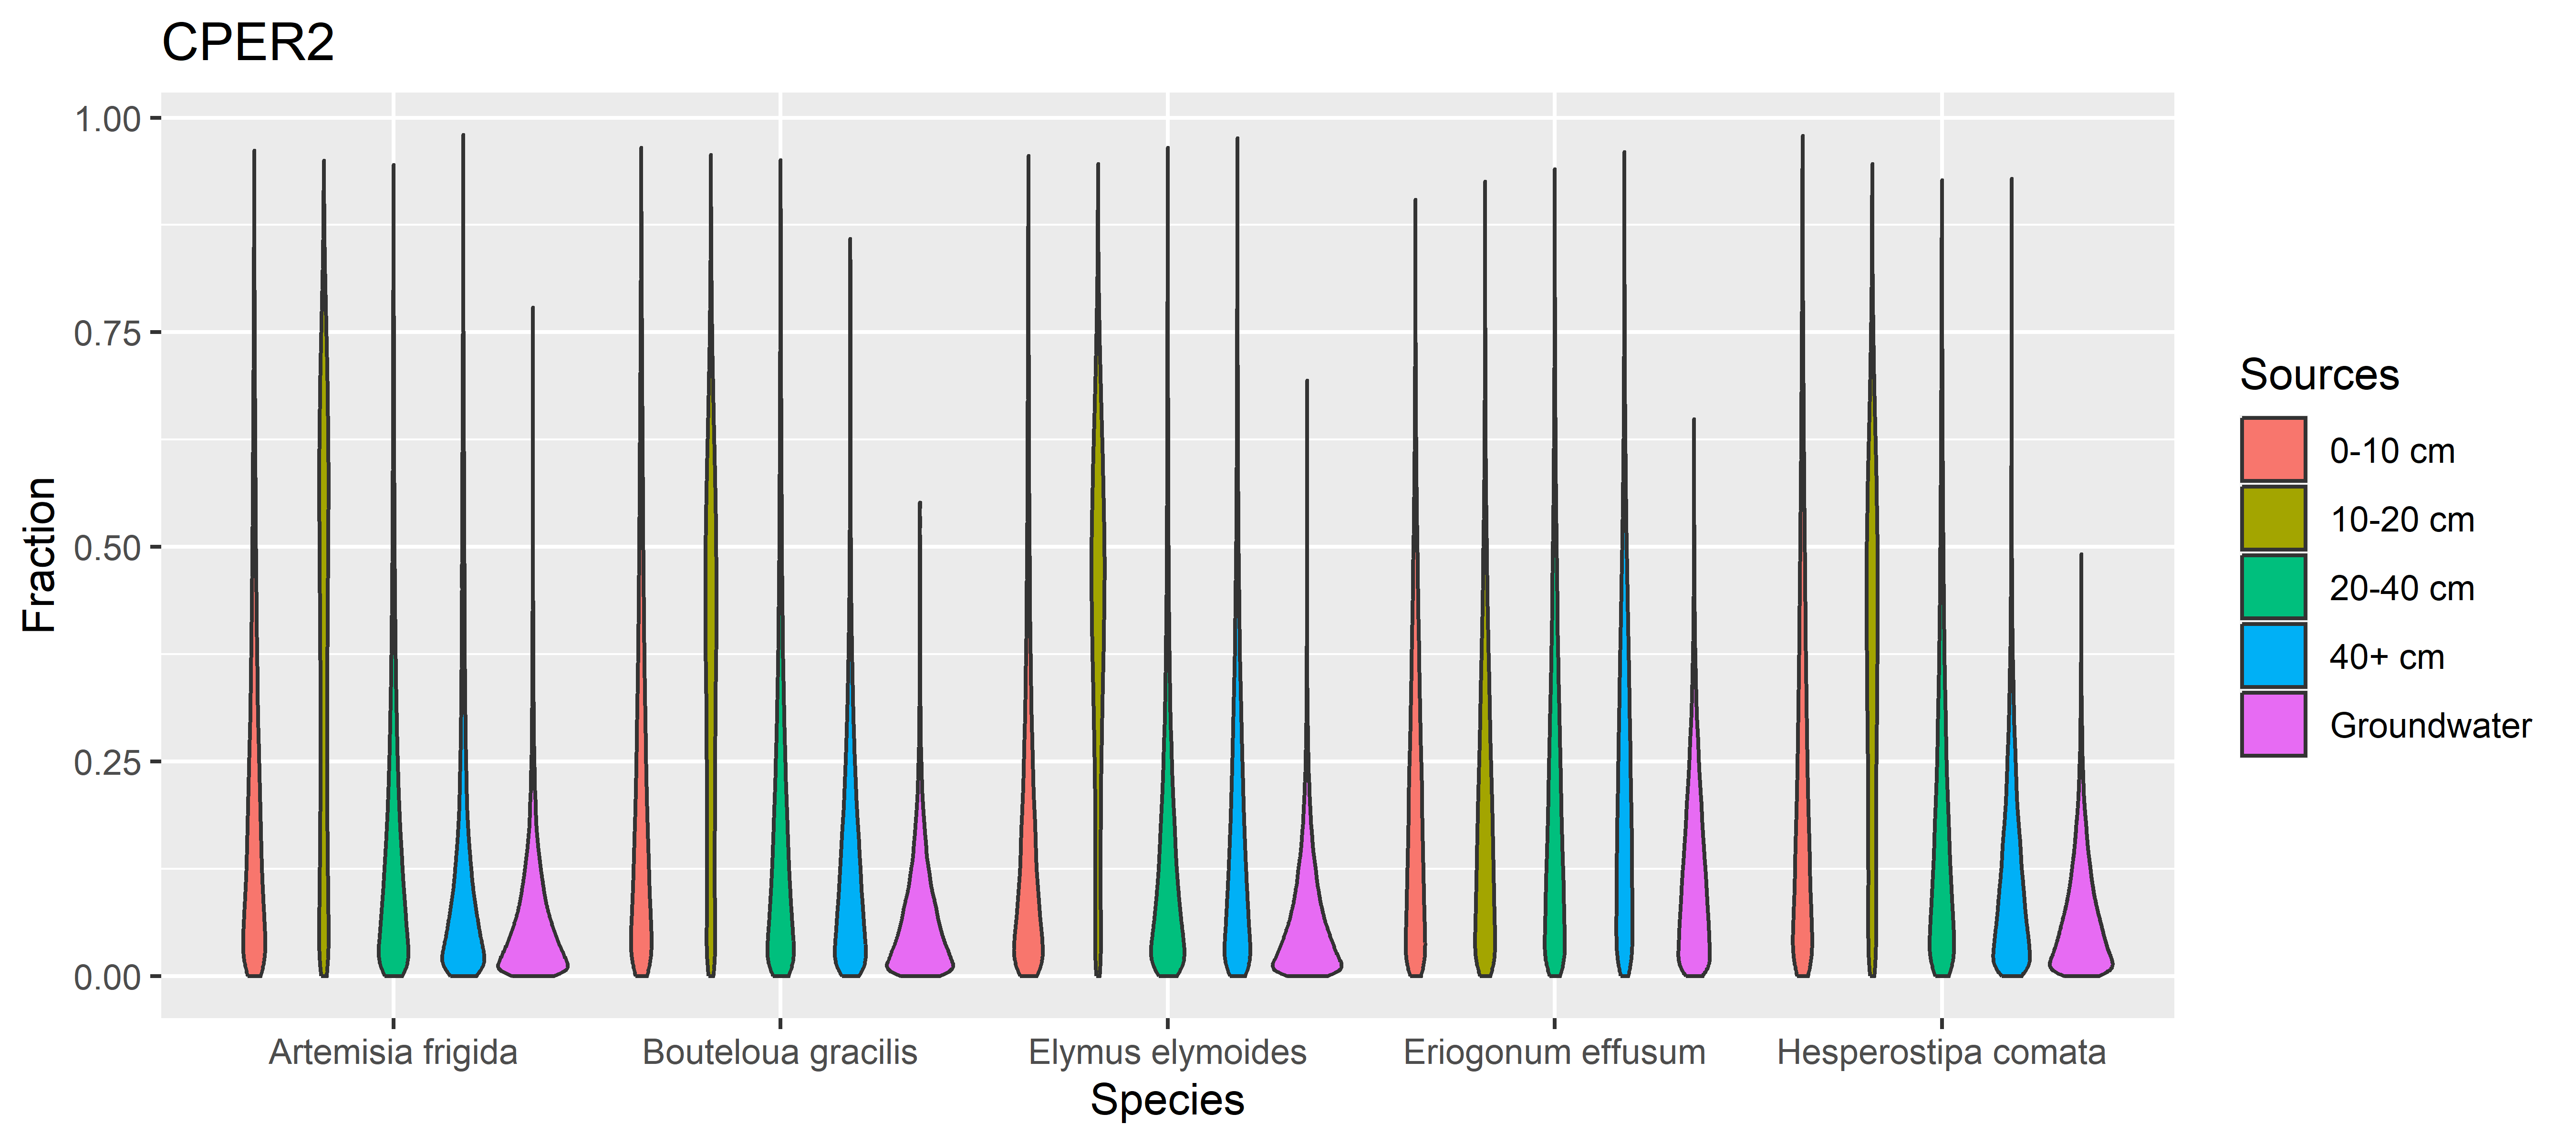 CPER2
1.00
0.75
0.50
0.25
0.00
Fraction
Artemisia frigida
Bouteloua gracilis
Elymus elymoides
Eriogonum effusum
Hesperostipa comata
Species
Sources
0-10 cm
10-20 cm
20-40 cm
40+ cm
Groundwater